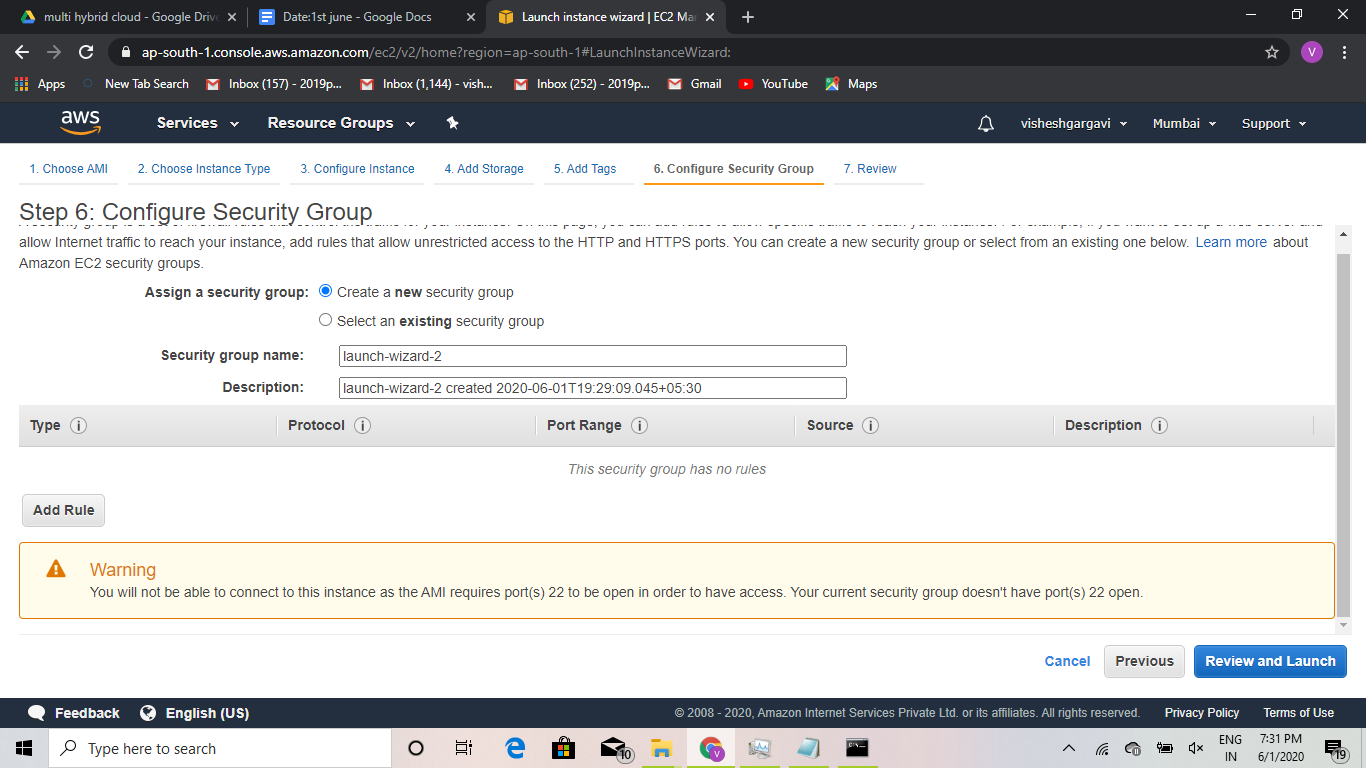 multi hybrid cloud - Google Drive
Date:1st june - Google Docs
Launch instance wizard | EC2 Ma
ap-south-1.console.aws.amazon.com/ec2/v2/home?region=ap-south-1#LaunchInstanceWizard:
V
Apps
New Tab Search
Inbox (157) - 2019p...
Inbox (1,144) - vish...
Inbox (252) - 2019p...
Gmail
YouTube
Maps
aws
Services
Resource Groups
visheshgargavi
Mumbai
Support
1. Choose AMI
2. Choose Instance Type
3. Configure Instance
4. Add Storage
5. Add Tags
6. Configure Security Group
7. Review
Step 6: Configure Security Group
allow Internet traffic to reach your instance, add rules that allow unrestricted access to the HTTP and HTTPS ports. You can create a new security group or select from an existing one below. Learn more about
Amazon EC2 security groups.
Assign a security group:
Create a new security group
Select an existing security group
Security group name:
launch-wizard-2
Description:
launch-wizard-2 created 2020-06-01T19:29:09.045+05:30
Type
Protocol
Port Range
Source
Description
This security group has no rules
Add Rule
Warning
You will not be able to connect to this instance as the AMI requires port(s) 22 to be open in order to have access. Your current security group doesn't have port(s) 22 open.
Cancel
Previous
Review and Launch
Feedback
English (US)
© 2008 - 2020, Amazon Internet Services Private Ltd. or its affiliates. All rights reserved.
Privacy Policy
Terms of Use
Type here to search
10
V
ENG
IN
7:31 PM
6/1/2020
19